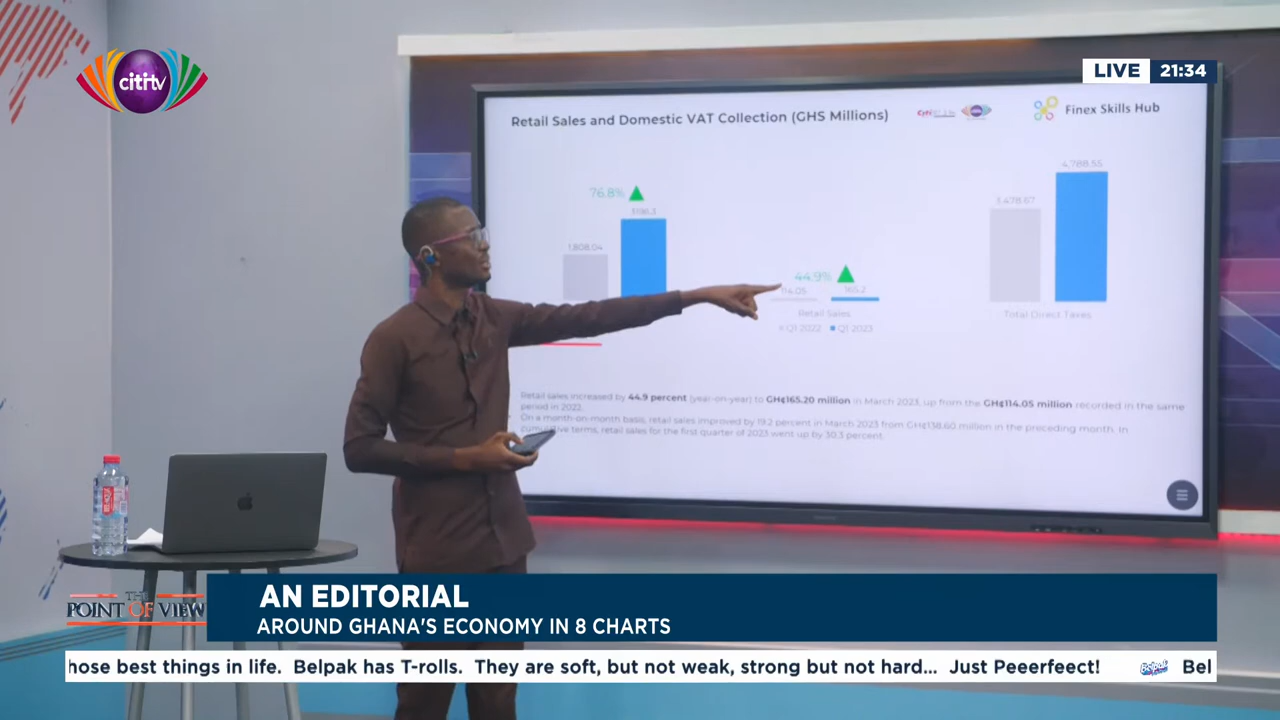 citi tv
LIVE 21:34
Retail Sales and Domestic VAT Collection (GHS Millions)
Finex Skills Hub
4,788.55
76.8%
3,478.67
1,808.04
44.9%
165.2
Retail Sales
Q1 2022 Q1 2023
Total Direct Taxes
Retail sales increased by 44.9 percent (year-on-year) to GH¢165.20 million in March 2023, up from the GH¢114.05 million recorded in the same
period in 2022.
On a month-on-month basis, retail sales improved by 19.2 percent in March 2023 from GH¢138.60 million in the preceding month. In
terms, retail sales for the first quarter of 2023 went up by 30.3 percent.
THE
POINT OF VIEW
AN EDITORIAL
AROUND GHANA'S ECONOMY IN 8 CHARTS
hose best things in life. Belpak has T-rolls. They are soft, but not weak, strong but not hard... Just Peeerfeect! Belpak Bel